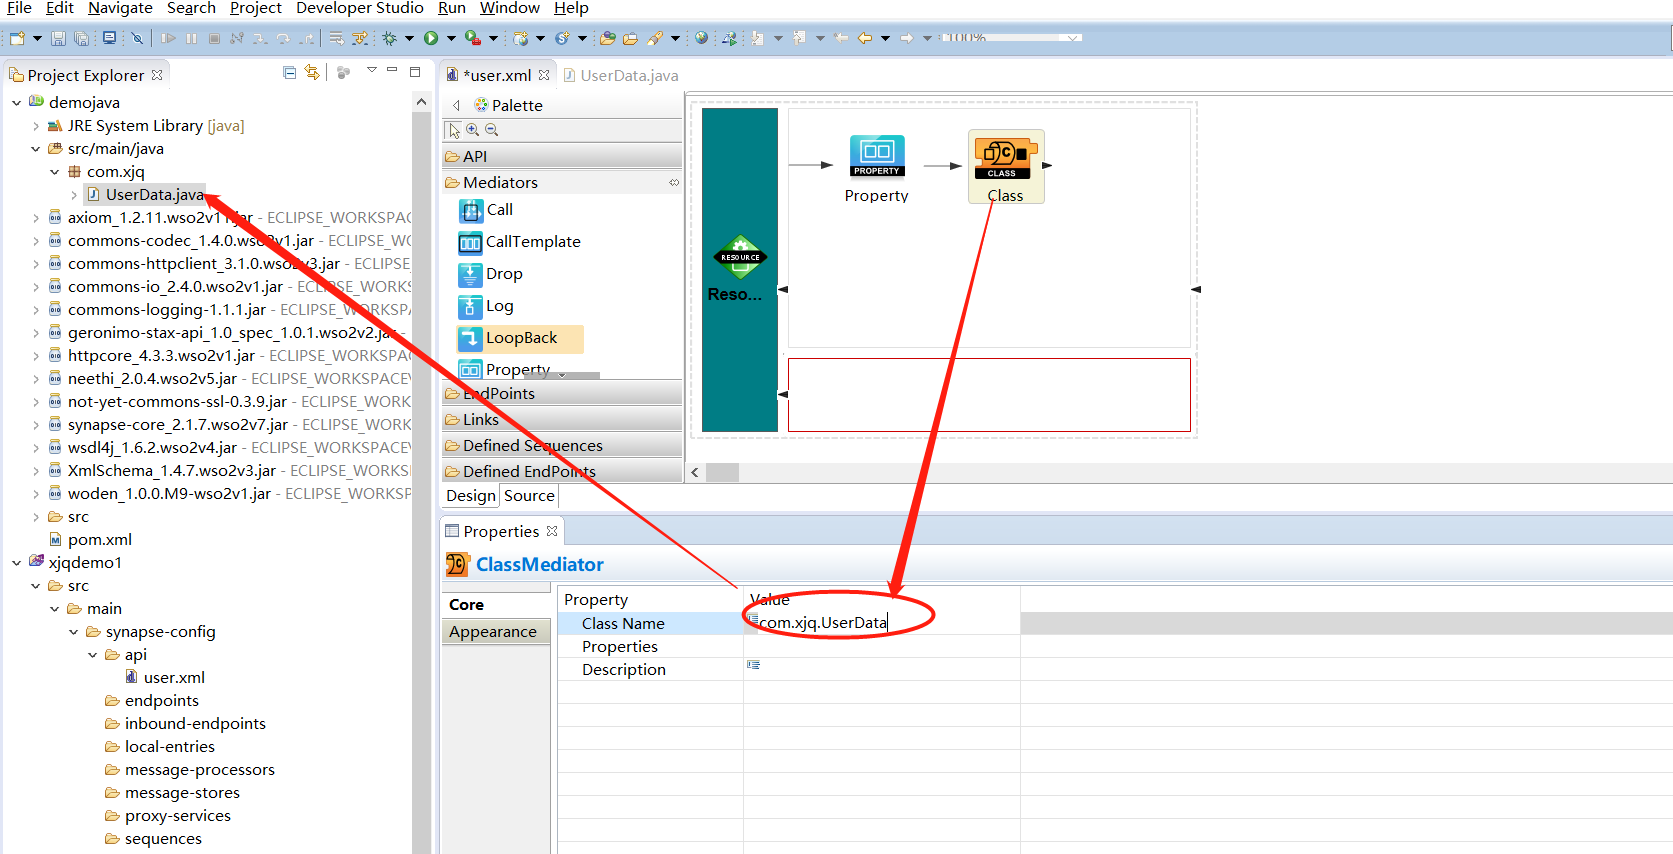 File Edit Navigate Search Project Developer Studio Run Window Help
100%
Project Explorer
demojava
JRE System Library [java]
src/main/java
com.xjq
UserData.java
axiom_1.2.11.wso2v11.jar - ECLIPSE_WORKSPAC
commons-codec_1.4.0.wso2v1.jar - ECLIPSE_WC
commons-httpclient_3.1.0.wso2v3.jar - ECLIPSE_
commons-io_2.4.0.wso2v1.jar - ECLIPSE_WORK
commons-logging-1.1.1.jar - ECLIPSE_WORKSPA
geronimo-stax-api_1.0_spec_1.0.1.wso2v2.jar -
httpcore_4.3.3.wso2v1.jar - ECLIPSE_WORKSPAC
neethi_2.0.4.wso2v5.jar - ECLIPSE_WORKSPACE
not-yet-commons-ssl-0.3.9.jar - ECLIPSE_WORK
synapse-core_2.1.7.wso2v7.jar - ECLIPSE_WORK
wsdl4j_1.6.2.wso2v4.jar - ECLIPSE_WORKSPACE
XmlSchema_1.4.7.wso2v3.jar - ECLIPSE_WORKS
woden_1.0.0.M9-wso2v1.jar - ECLIPSE_WORKSP
src
pom.xml
xjqdemo1
src
main
synapse-config
api
user.xml
endpoints
inbound-endpoints
local-entries
message-processors
message-stores
proxy-services
sequences
*user.xml
UserData.java
Palette
API
Mediators
Call
CallTemplate
Drop
Log
LoopBack
Property
EndPoints
Links
Defined Sequences
Defined EndPoints
RESOURCE
Reso...
PROPERTY
Property
CLASS
Class
Design Source
Properties
ClassMediator
Core
Appearance
Property Value
Class Name com.xjq.UserData
Properties
Description